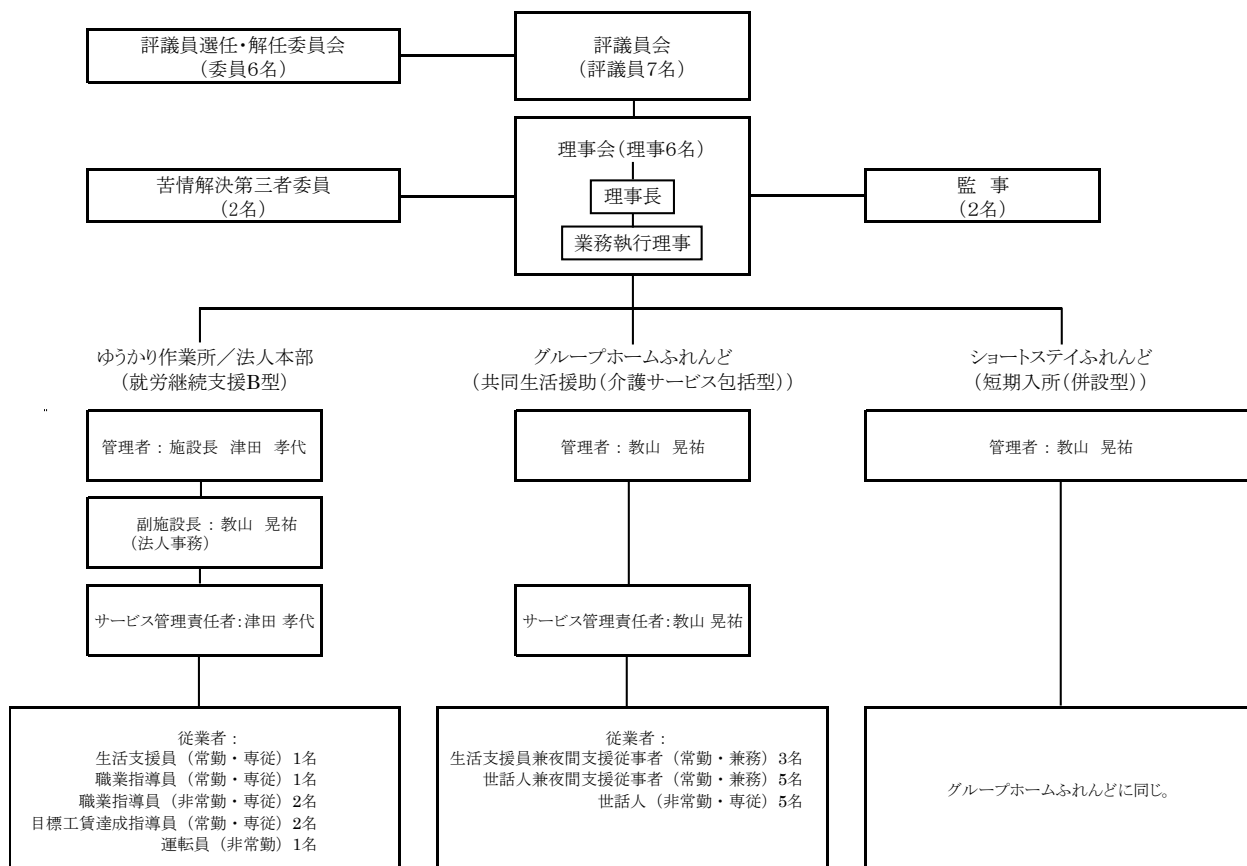 評議員選任・解任委員会
(委員6名)
評議員会
(評議員7名)
理事会(理事6名)
理事長
業務執行理事
苦情解決第三者委員
(2名)
監　事
(2名)
ゆうかり作業所／法人本部
(就労継続支援B型)
グループホームふれんど
(共同生活援助(介護サービス包括型))
ショートステイふれんど
(短期入所(併設型))
管理者：施設長　津田　孝代
副施設長：教山　晃祐
(法人事務)
サービス管理責任者:津田 孝代
管理者：教山　晃祐
サービス管理責任者:教山 晃祐
管理者：教山　晃祐
従業者：
生活支援員（常勤・専従）1名
職業指導員（常勤・専従）1名
職業指導員（非常勤・専従）2名
目標工賃達成指導員（常勤・専従）2名
運転員（非常勤）1名
従業者：
生活支援員兼夜間支援従事者（常勤・兼務）3名
世話人兼夜間支援従事者（常勤・兼務）5名
世話人（非常勤・専従）5名
グループホームふれんどに同じ。